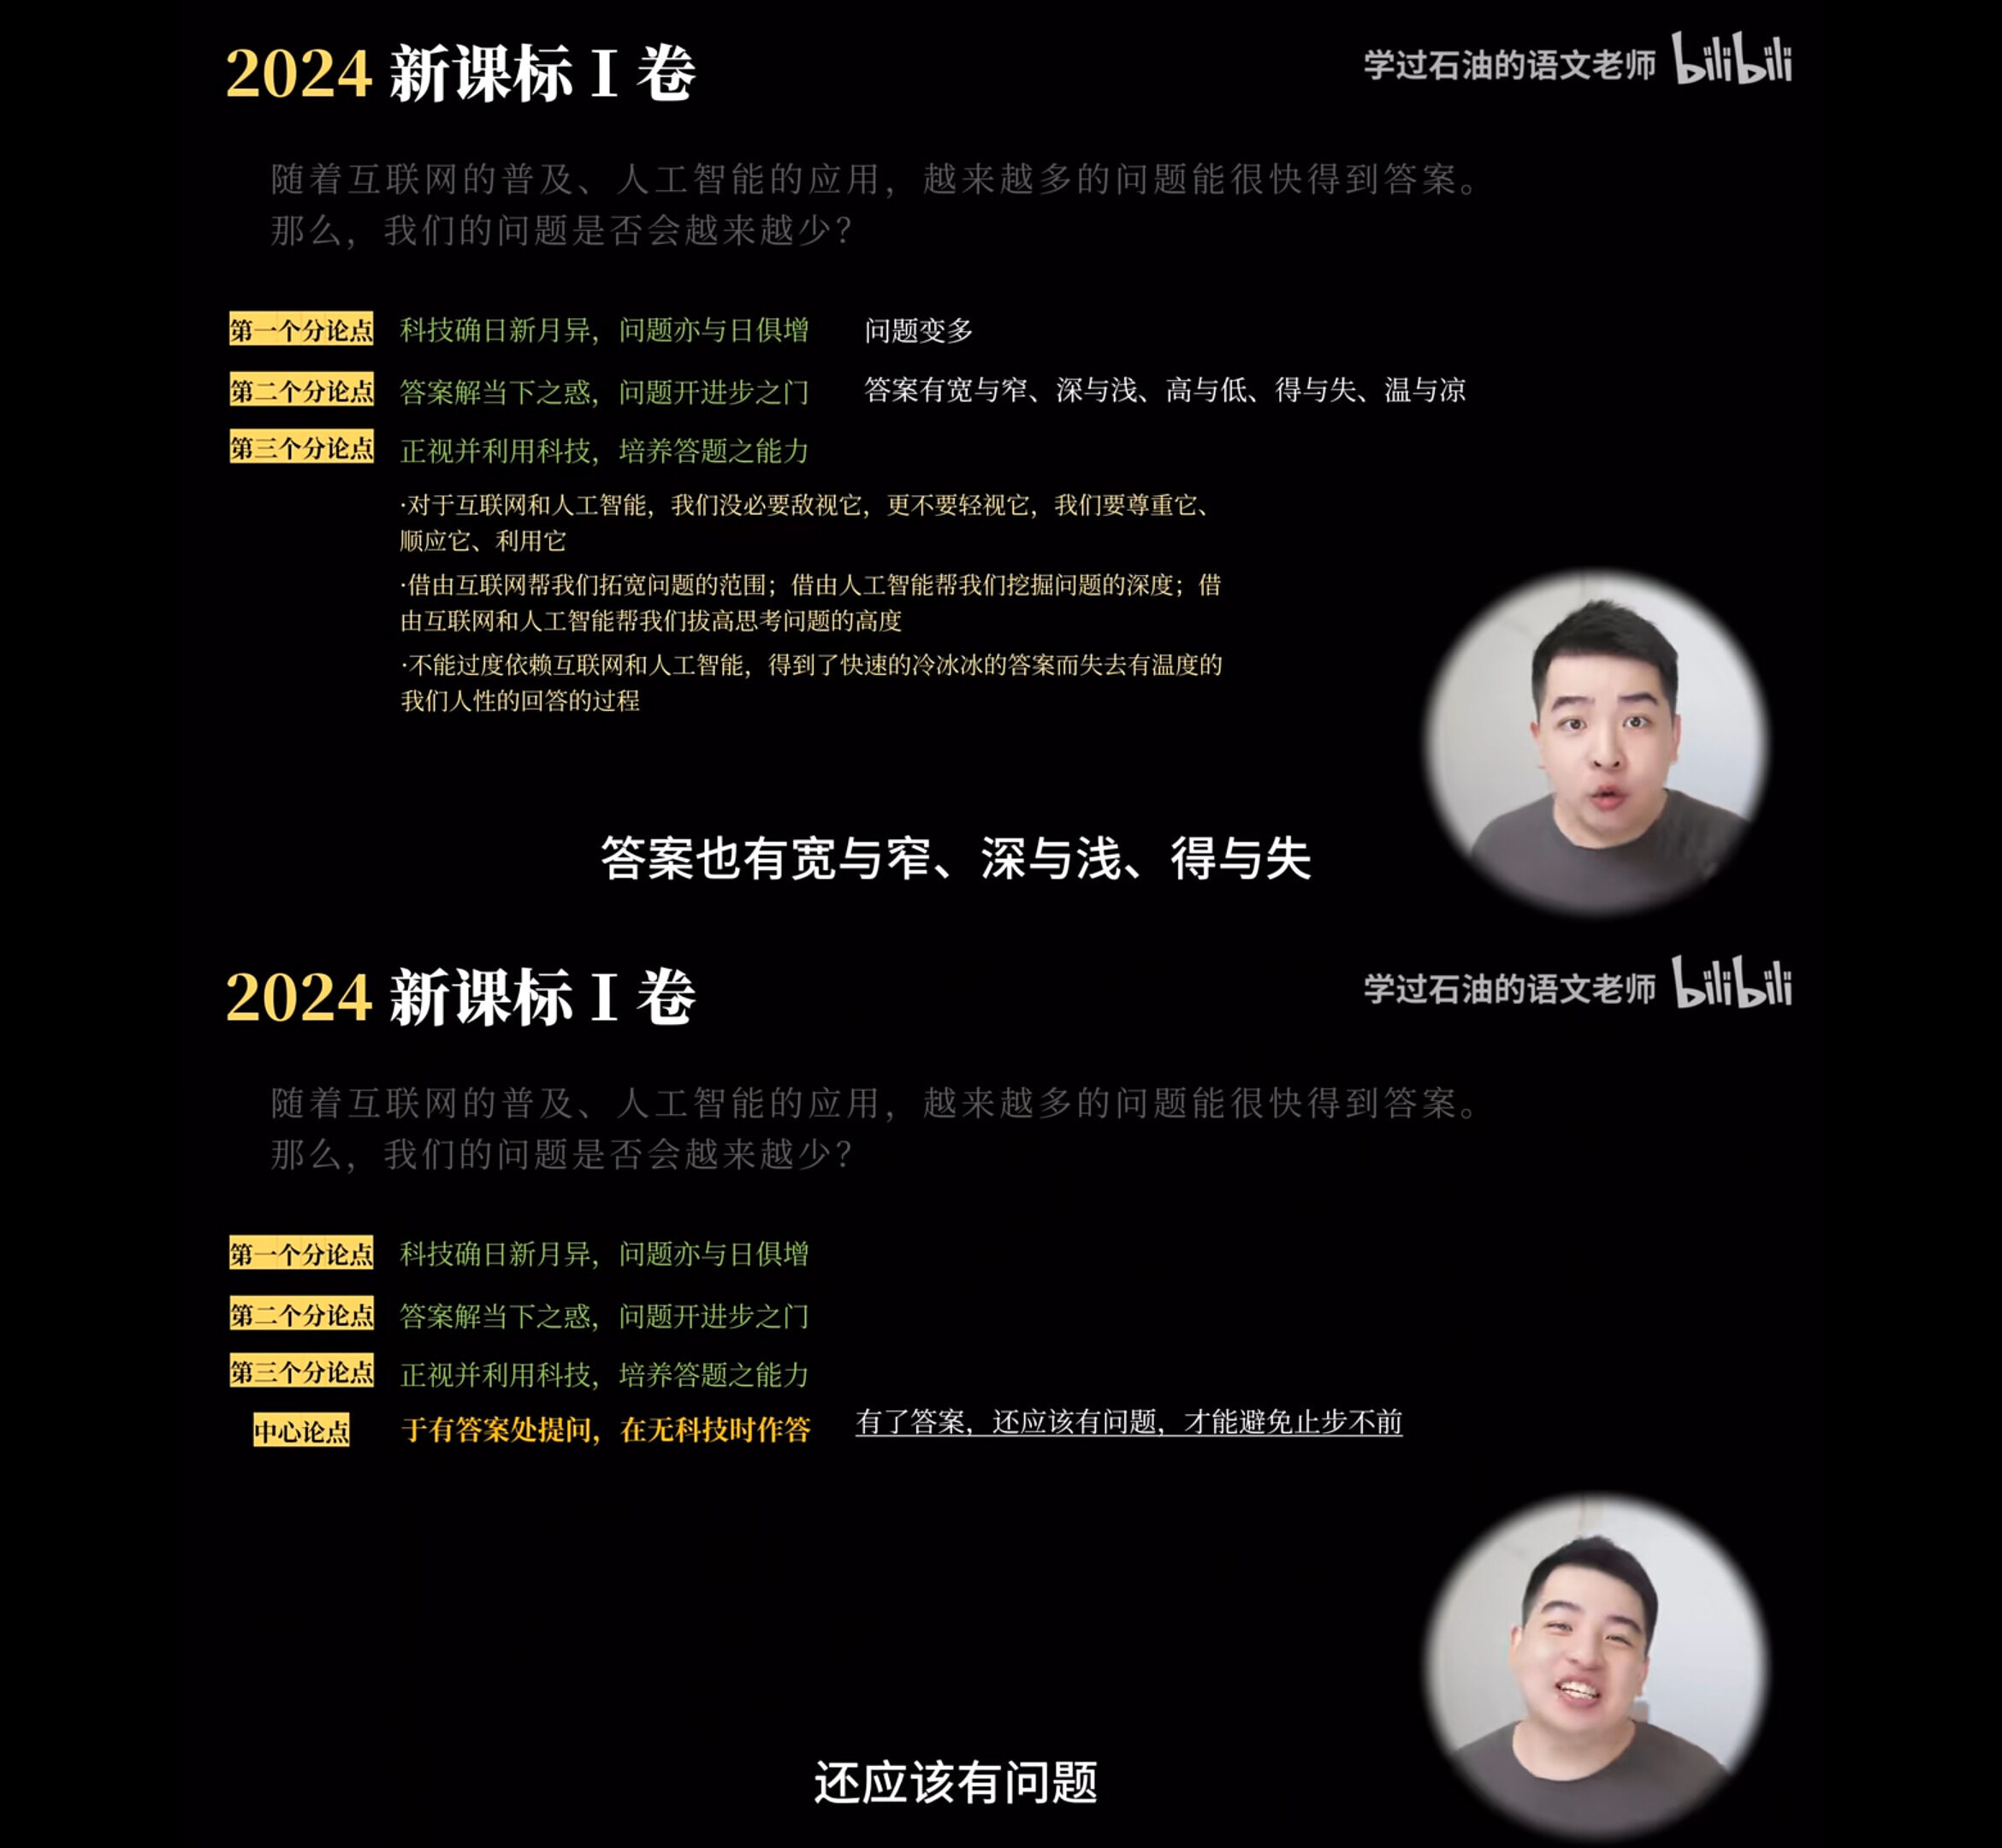 2024 新课标 I 卷
学过石油的语文老师 bilibili
随着互联网的普及、人工智能的应用，越来越多的问题能很快得到答案。
那么，我们的问题是否会越来越少？
第一个分论点 科技确日新月异，问题亦与日俱增 问题变多
第二个分论点 答案解当下之惑，问题开进步之门 答案有宽与窄、深与浅、高与低、得与失、温与凉
第三个分论点 正视并利用科技，培养答题之能力
·对于互联网和人工智能，我们没必要敌视它，更不要轻视它，我们要尊重它、
顺应它、利用它
·借由互联网帮我们拓宽问题的范围；借由人工智能帮我们挖掘问题的深度；借
由互联网和人工智能帮我们拔高思考问题的高度
·不能过度依赖互联网和人工智能，得到了快速的冷冰冰的答案而失去有温度的
我们人性的回答的过程
答案也有宽与窄、深与浅、得与失
2024 新课标 I 卷
学过石油的语文老师 bilibili
随着互联网的普及、人工智能的应用，越来越多的问题能很快得到答案。
那么，我们的问题是否会越来越少？
第一个分论点 科技确日新月异，问题亦与日俱增
第二个分论点 答案解当下之惑，问题开进步之门
第三个分论点 正视并利用科技，培养答题之能力
中心论点 于有答案处提问，在无科技时作答 有了答案，还应该有问题，才能避免止步不前
还应该有问题